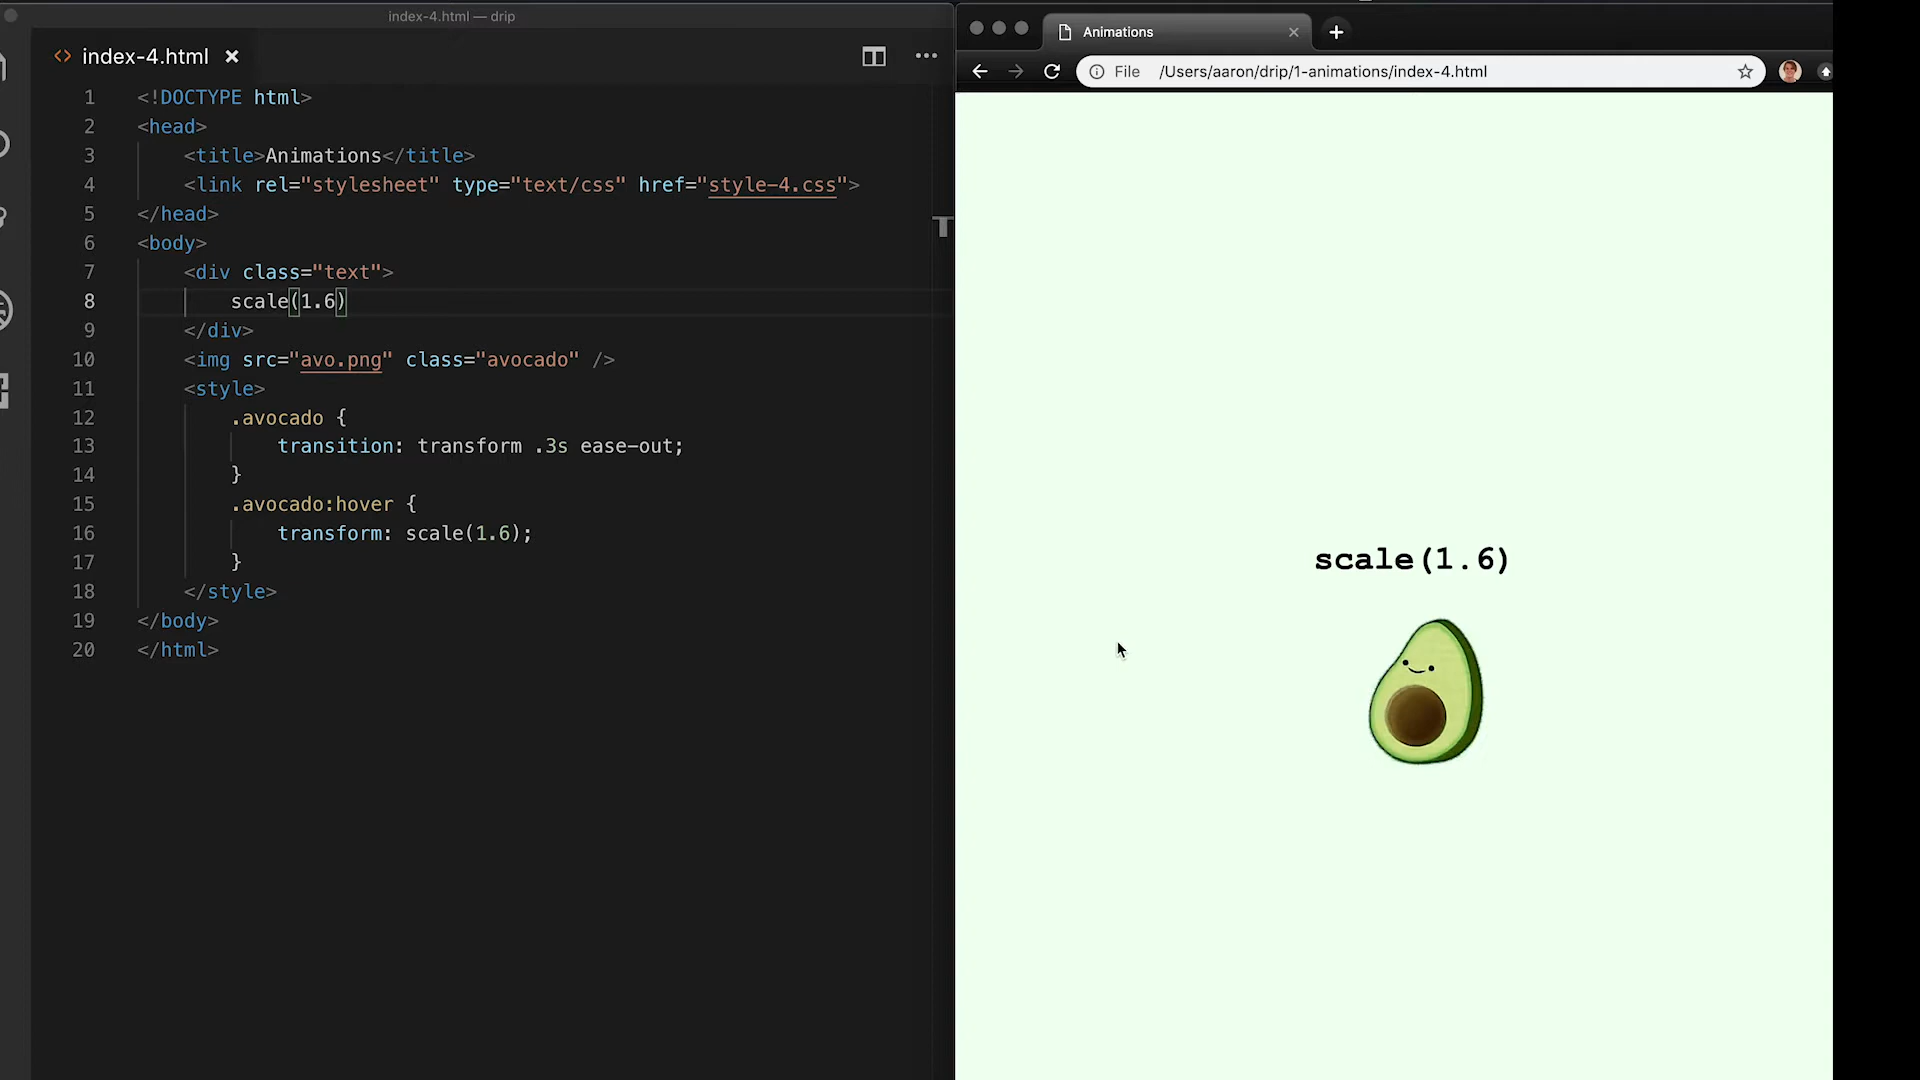 index-4.html — drip
<> index-4.html ×
1 <!DOCTYPE html>
2 <head>
3 <title>Animations</title>
4 <link rel="stylesheet" type="text/css" href="style-4.css">
5 </head>
6 <body>
7 <div class="text">
8 scale(1.6)
9 </div>
10 <img src="avo.png" class="avocado" />
11 <style>
12 .avocado {
13 transition: transform .3s ease-out;
14 }
15 .avocado:hover {
16 transform: scale(1.6);
17 }
18 </style>
19 </body>
20 </html>
T
Animations
File /Users/aaron/drip/1-animations/index-4.html
scale(1.6)